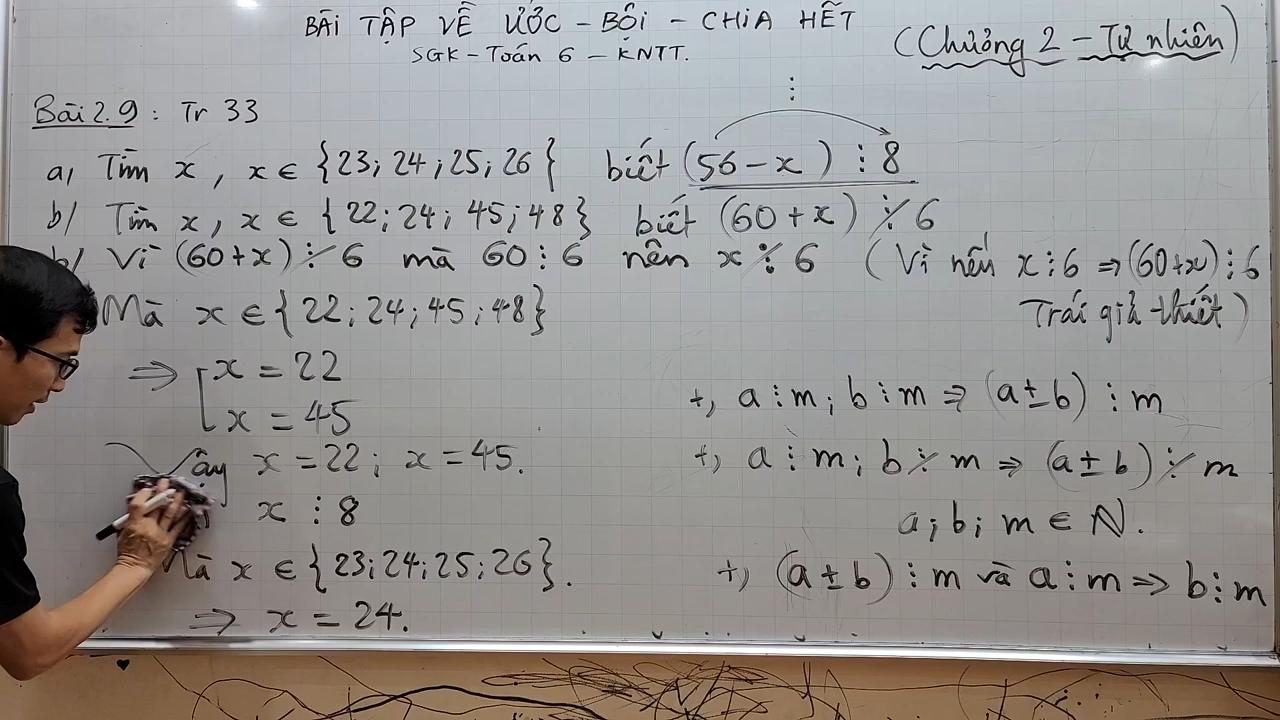 BÀI TẬP VỀ ƯỚC - BỘI - CHIA HẾT
SGK - Toán 6 - KNTT.
(Chương 2 - Tự nhiên)
Bài 2.9 : Tr 33
a, Tìm x, x ∈ {23; 24; 25; 26} biết (56 - x) ⋮ 8
b/ Tìm x, x ∈ {22; 24; 45; 48} biết (60 + x) ⋮̸ 6
b/ Vì (60+x) ⋮̸ 6 mà 60 ⋮ 6 nên x ⋮̸ 6 (Vì nếu x ⋮ 6 ⇒ (60+x) ⋮ 6
Trái giả thiết)
Mà x ∈ {22; 24; 45; 48}
⇒ [x = 22
x = 45
Vậy x = 22; x = 45.
x ⋮ 8
Mà x ∈ {23; 24; 25; 26}.
⇒ x = 24.
+, a ⋮ m; b ⋮ m ⇒ (a ± b) ⋮ m
+, a ⋮ m; b ⋮̸ m ⇒ (a ± b) ⋮̸ m
a; b; m ∈ N.
+, (a ± b) ⋮ m và a ⋮ m ⇒ b ⋮ m